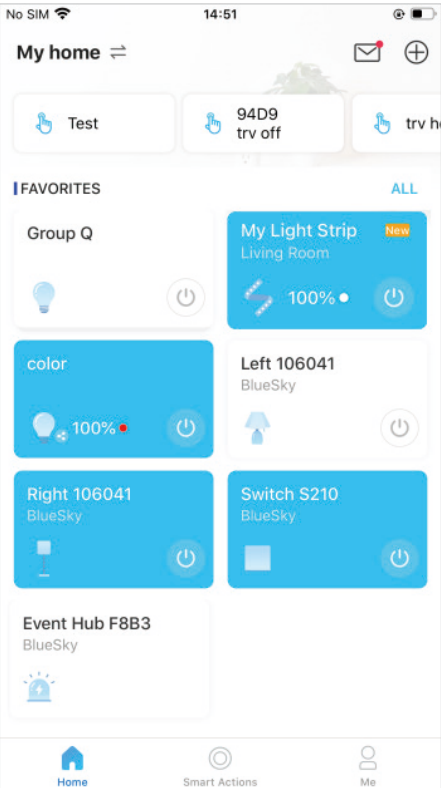 No SIM 14:51
My home
Test
94D9
trv off
trv h
FAVORITES ALL
Group Q
My Light Strip New
Living Room
100%
color
100%
Left 106041
BlueSky
Right 106041
BlueSky
Switch S210
BlueSky
Event Hub F8B3
BlueSky
Home Smart Actions Me